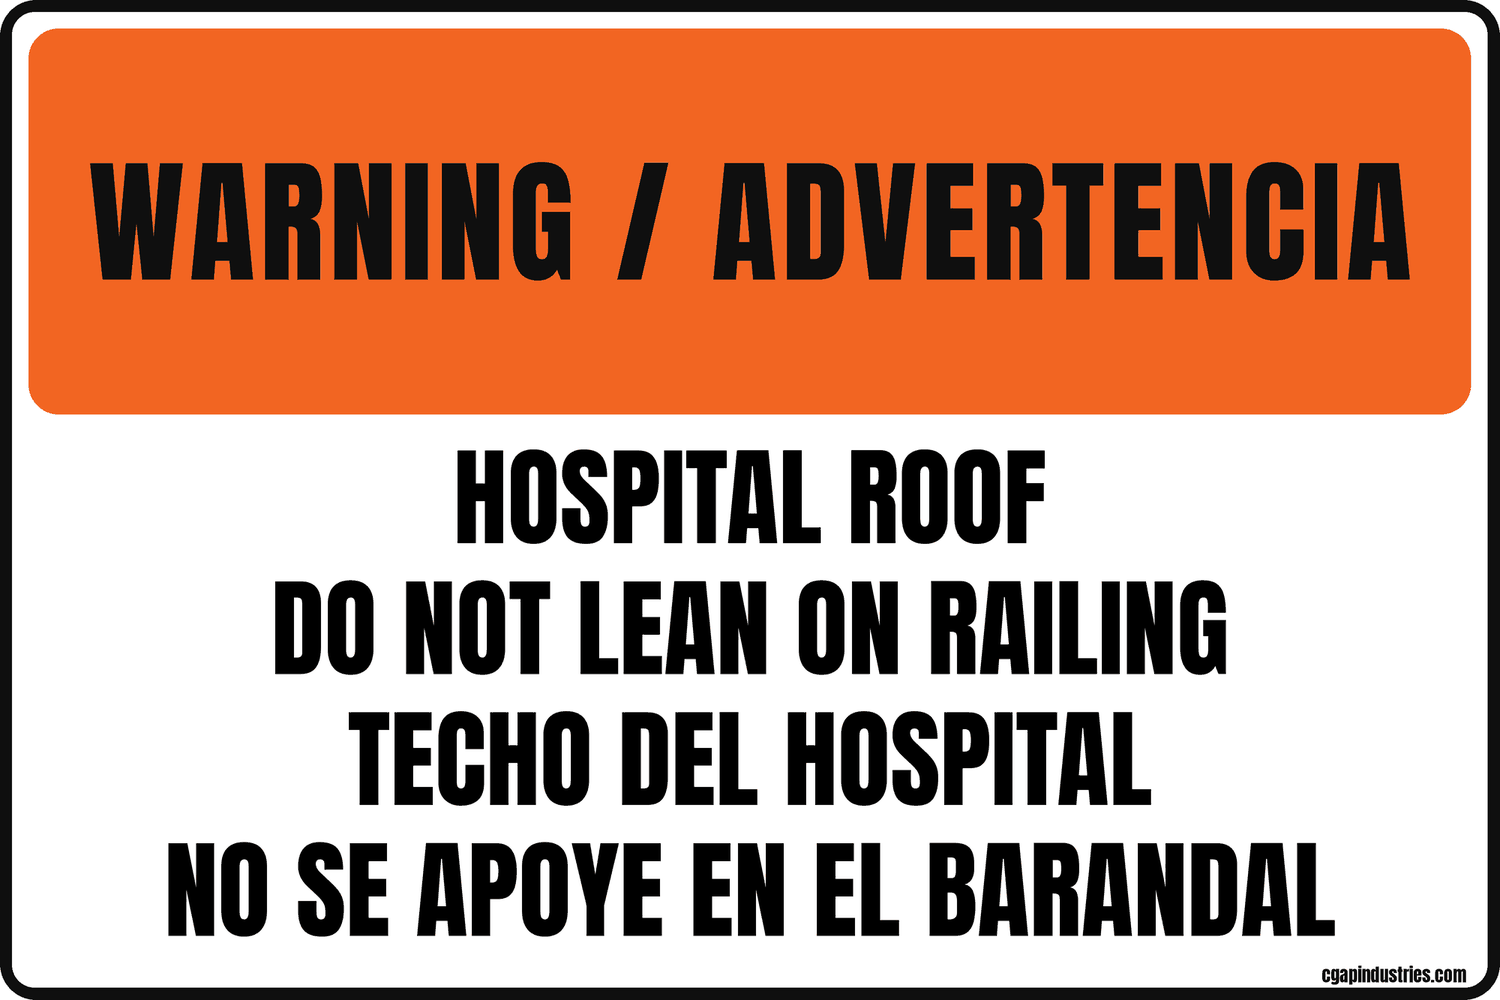 WARNING / ADVERTENCIA
HOSPITAL ROOF
DO NOT LEAN ON RAILING
TECHO DEL HOSPITAL
NO SE APOYE EN EL BARANDAL
cgapindustries.com